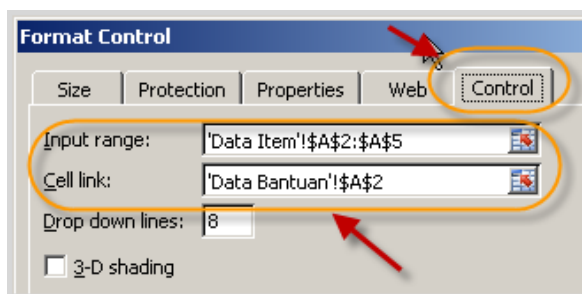 Format Control
Size Protection Properties Web Control
Input range: 'Data Item'!$A$2:$A$5
Cell link: 'Data Bantuan'!$A$2
Drop down lines: 8
3-D shading